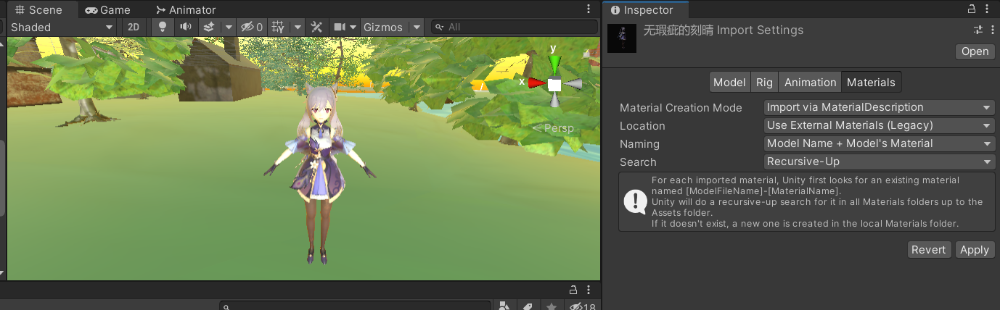 Scene
Game
Animator
Shaded
2D
0
Gizmos
All
y
x
Persp
18
Inspector
无瑕疵的刻晴 Import Settings
Open
Model
Rig
Animation
Materials
Material Creation Mode
Import via MaterialDescription
Location
Use External Materials (Legacy)
Naming
Model Name + Model's Material
Search
Recursive-Up
For each imported material, Unity first looks for an existing material
named [ModelFileName]-[MaterialName].
Unity will do a recursive-up search for it in all Materials folders up to the
Assets folder.
If it doesn't exist, a new one is created in the local Materials folder.
Revert
Apply